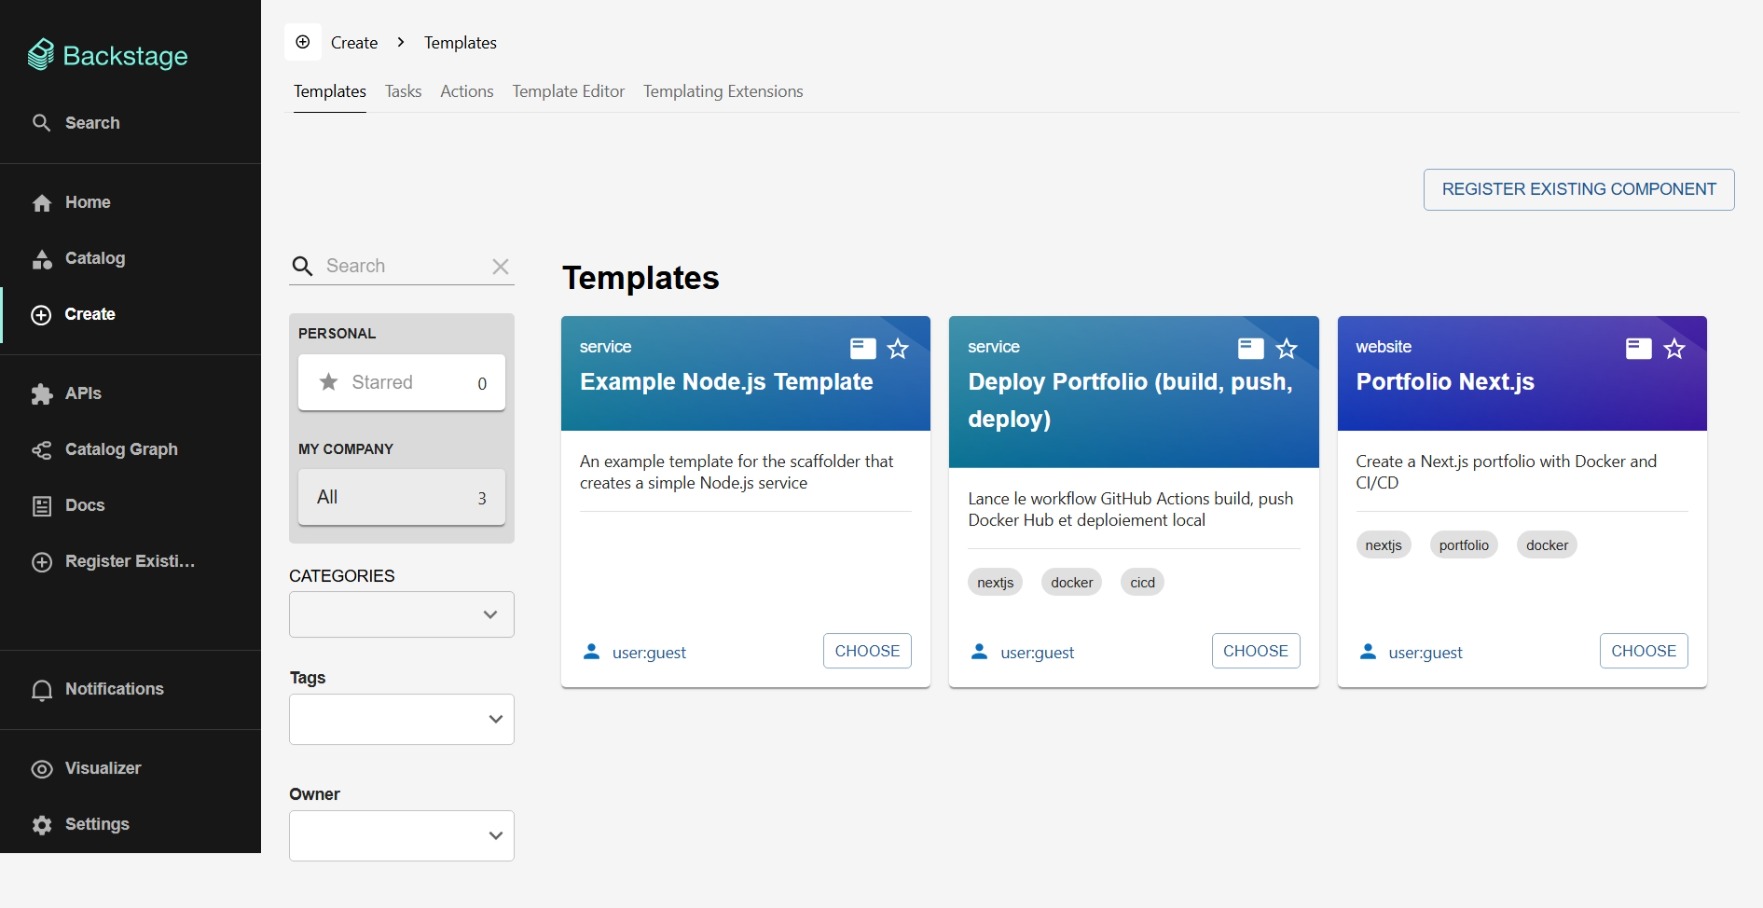 Backstage
Search
Home
Catalog
Create
APIs
Catalog Graph
Docs
Register Existi...
Notifications
Visualizer
Settings
Create > Templates
Templates Tasks Actions Template Editor Templating Extensions
REGISTER EXISTING COMPONENT
Search
PERSONAL
Starred 0
MY COMPANY
All 3
CATEGORIES
Tags
Owner
Templates
service
Example Node.js Template
An example template for the scaffolder that
creates a simple Node.js service
user:guest CHOOSE
service
Deploy Portfolio (build, push,
deploy)
Lance le workflow GitHub Actions build, push
Docker Hub et deploiement local
nextjs docker cicd
user:guest CHOOSE
website
Portfolio Next.js
Create a Next.js portfolio with Docker and
CI/CD
nextjs portfolio docker
user:guest CHOOSE